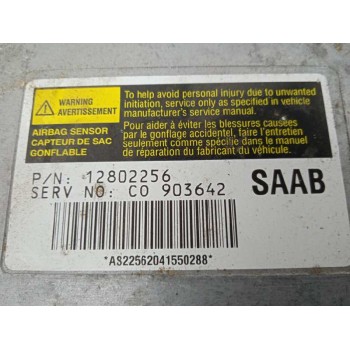 WARNING
AVERTISSEMENT
To help avoid personal injury due to unwanted
initiation, service only as specified in vehicle
manufacturer's service manual.
AIRBAG SENSOR
CAPTEUR DE SAC
GONFLABLE
Pour aider à éviter les blessures causées
par le gonflage accidentel, faire l'entretien
seulement comme spécifié dans le manuel
de réparation du fabricant du véhicule.
P/N: 12802256
SERV NO: CO 903642
SAAB
*A822562041550288*